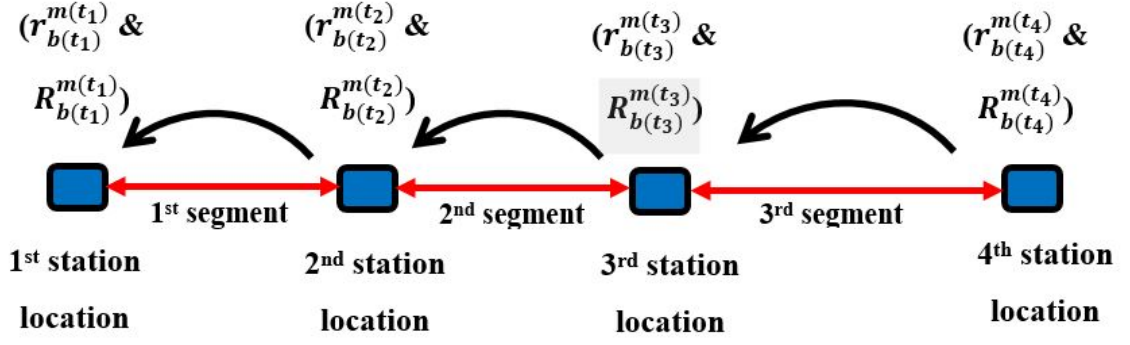 (r_{b(t_1)}^{m(t_1)} & (r_{b(t_2)}^{m(t_2)} & (r_{b(t_3)}^{m(t_3)} & (r_{b(t_4)}^{m(t_4)} &
R_{b(t_1)}^{m(t_1)}) R_{b(t_2)}^{m(t_2)}) R_{b(t_3)}^{m(t_3)}) R_{b(t_4)}^{m(t_4)})
1st segment 2nd segment 3rd segment
1st station 2nd station 3rd station 4th station
location location location location